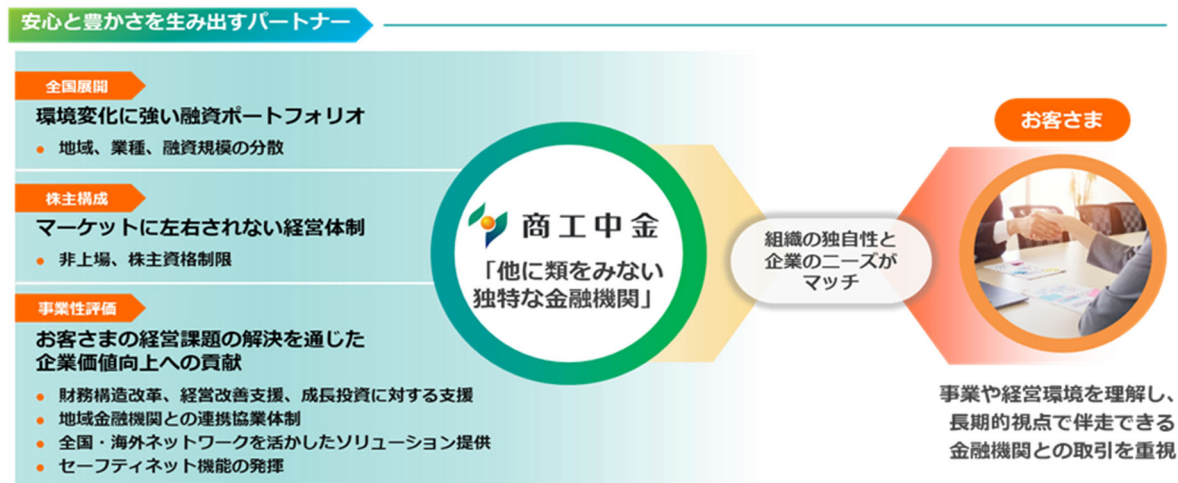 安心と豊かさを生み出すパートナー
全国展開
環境変化に強い融資ポートフォリオ
● 地域、業種、融資規模の分散
株主構成
マーケットに左右されない経営体制
● 非上場、株主資格制限
事業性評価
お客さまの経営課題の解決を通じた
企業価値向上への貢献
● 財務構造改革、経営改善支援、成長投資に対する支援
● 地域金融機関との連携協業体制
● 全国・海外ネットワークを活かしたソリューション提供
● セーフティネット機能の発揮
商工中金
「他に類をみない
独特な金融機関」
組織の独自性と
企業のニーズが
マッチ
お客さま
事業や経営環境を理解し、
長期的視点で伴走できる
金融機関との取引を重視